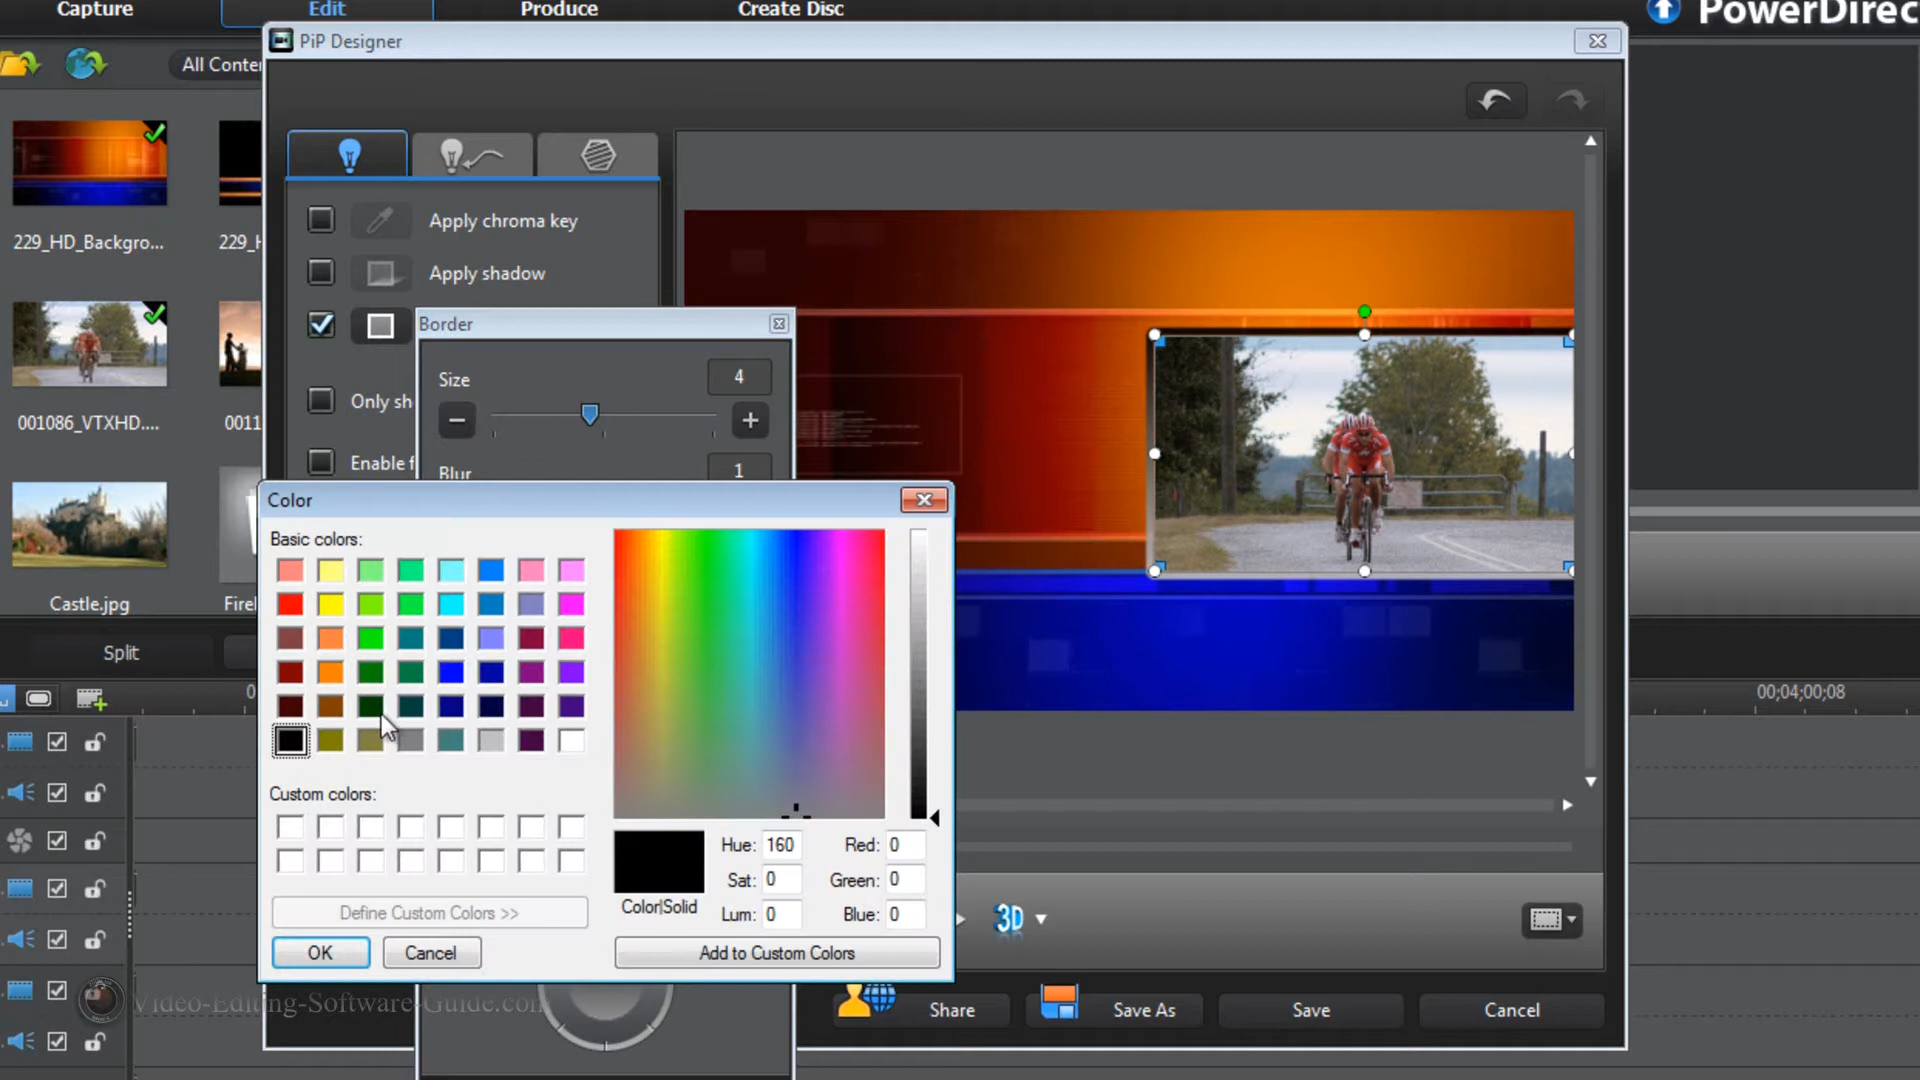 Capture
Edit
Produce
Create Disc
PowerDirec
PiP Designer
All Conte
229_HD_Backgro...
229_
001086_VTXHD....
0011
Castle.jpg
Fire
Split
Apply chroma key
Apply shadow
Only sh
Enable f
Border
Size
4
Blur
1
Color
Basic colors:
Custom colors:
Define Custom Colors >>
OK
Cancel
Color|Solid
Hue: 160
Sat: 0
Lum: 0
Red: 0
Green: 0
Blue: 0
Add to Custom Colors
3D
Share
Save As
Save
Cancel
0
00;04;00;08
Video-Editing-Software-Guide.com